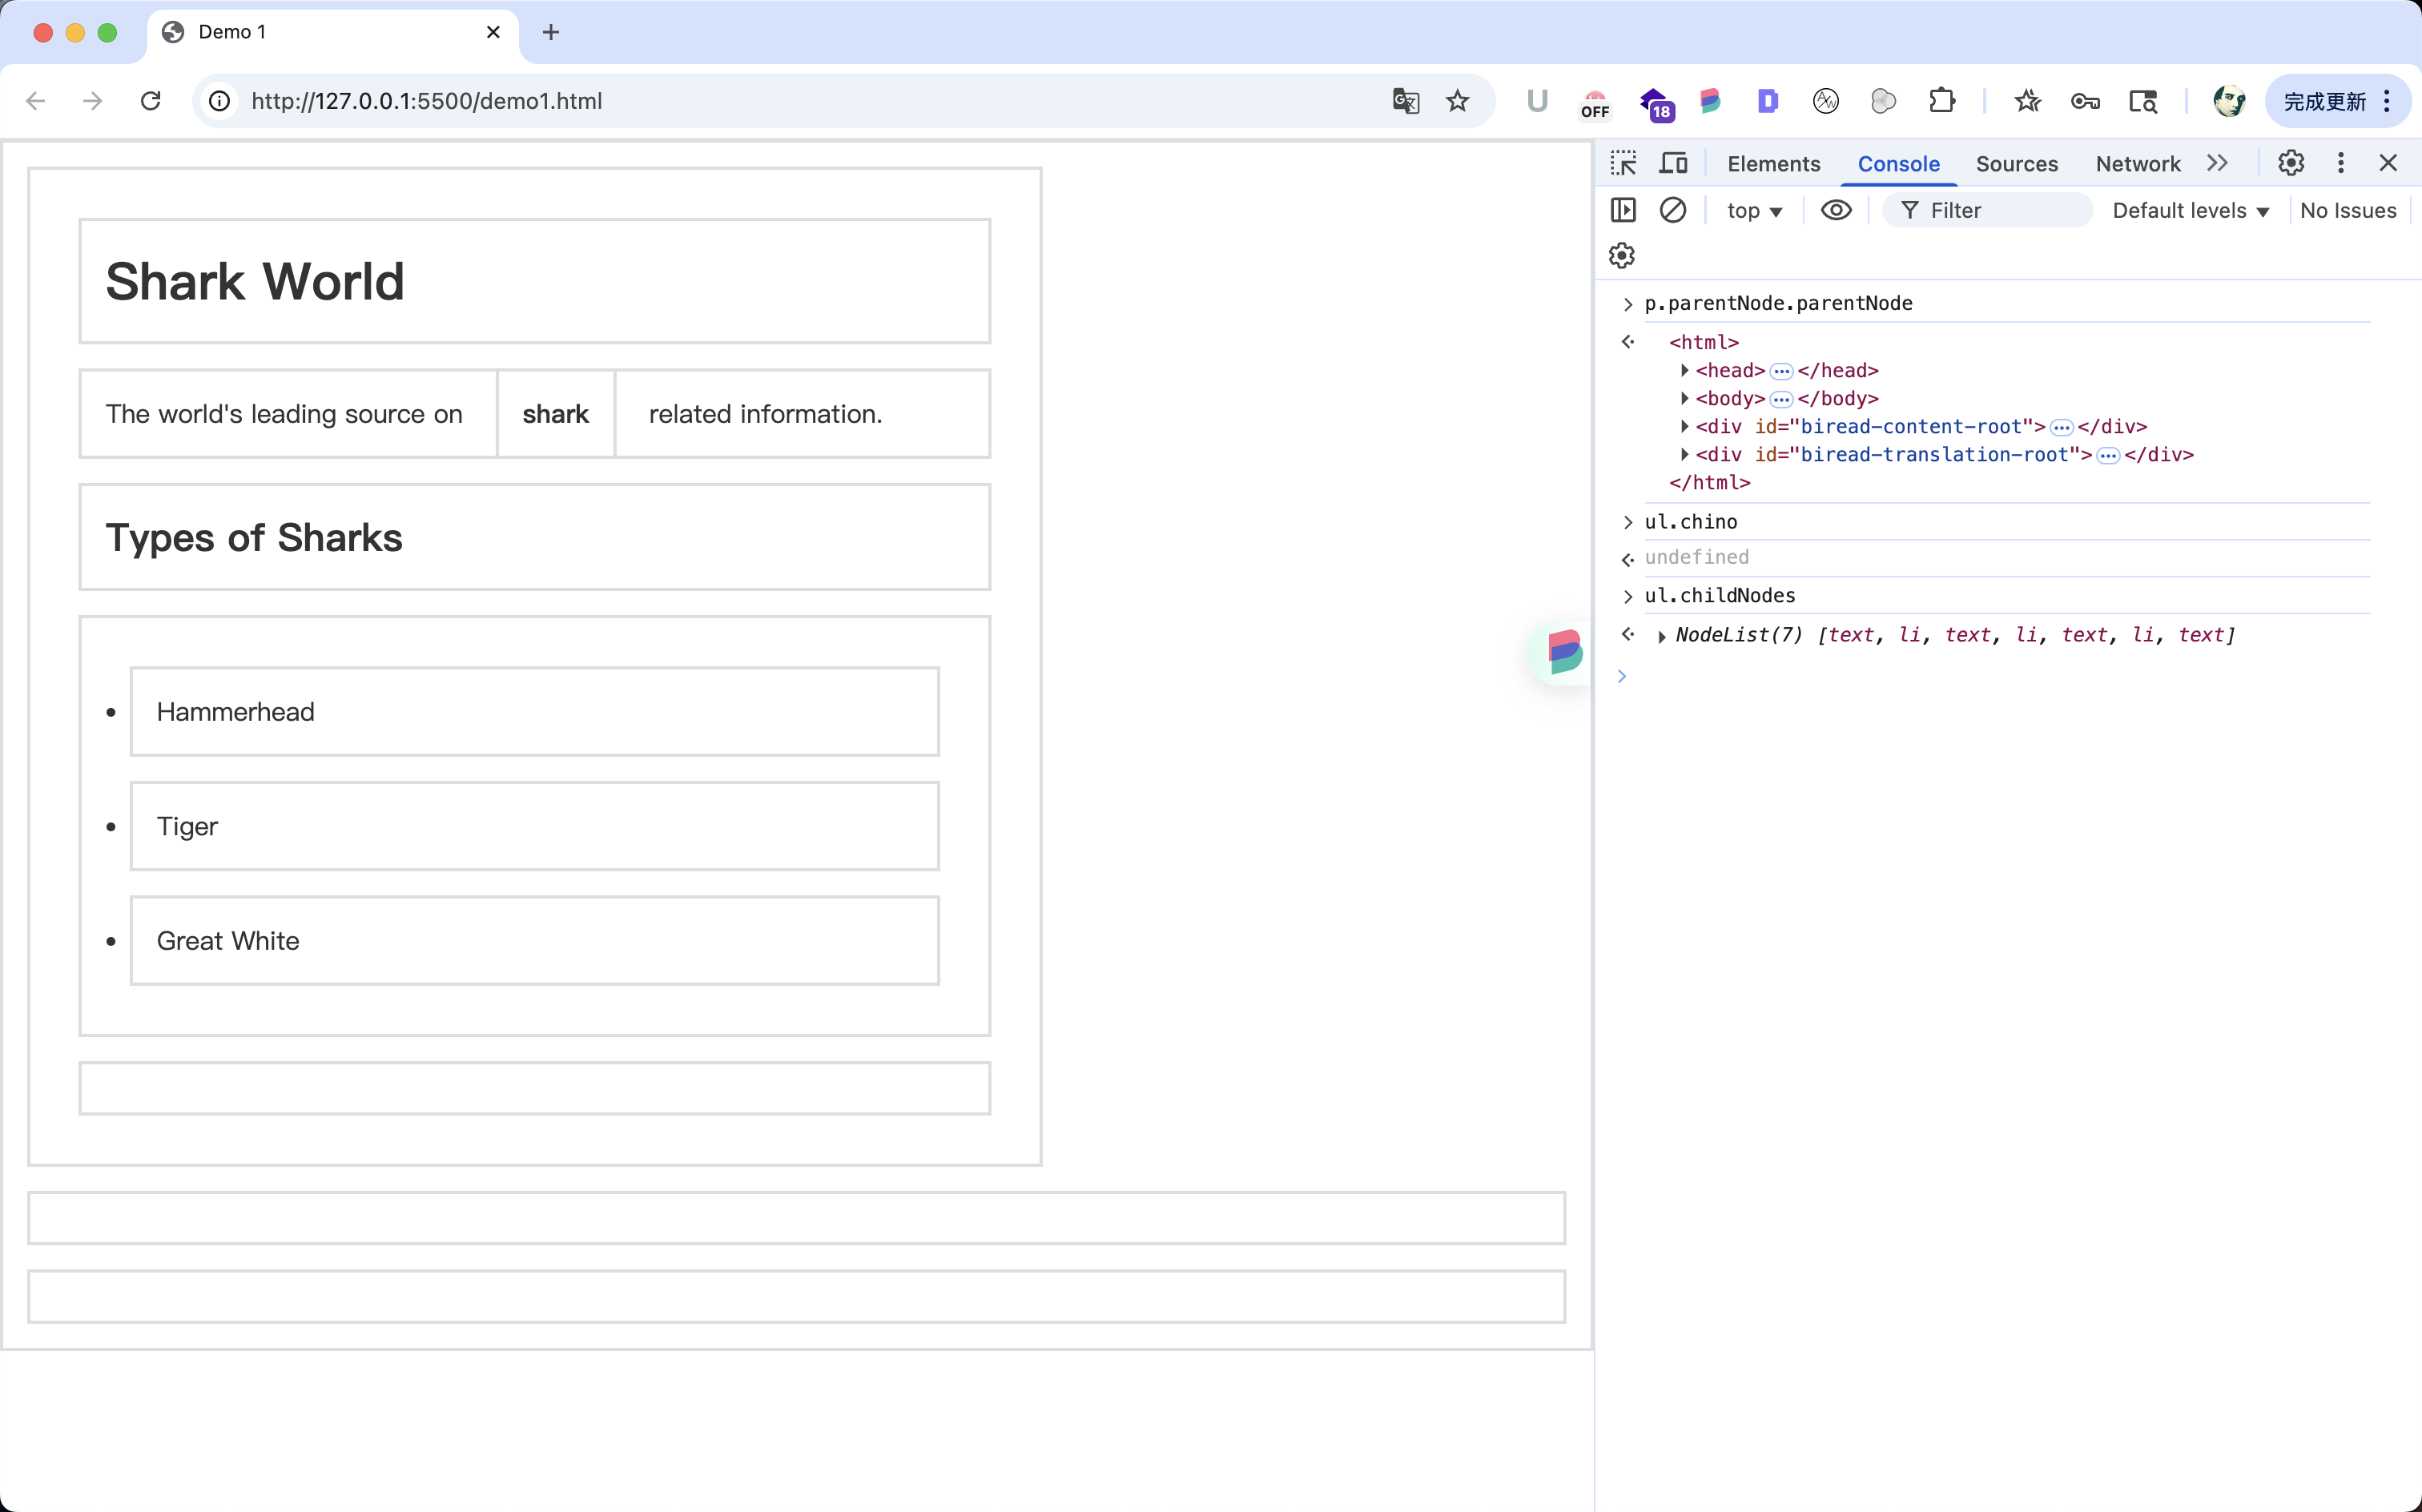 Demo 1
http://127.0.0.1:5500/demo1.html
U
OFF
18
AW
完成更新
Shark World
The world's leading source on shark related information.
Types of Sharks
• Hammerhead
• Tiger
• Great White
Elements Console Sources Network
top Filter Default levels No Issues
p.parentNode.parentNode
<html>
<head>…</head>
<body>…</body>
<div id="biread-content-root">…</div>
<div id="biread-translation-root">…</div>
</html>
ul.chino
undefined
ul.childNodes
NodeList(7) [text, li, text, li, text, li, text]